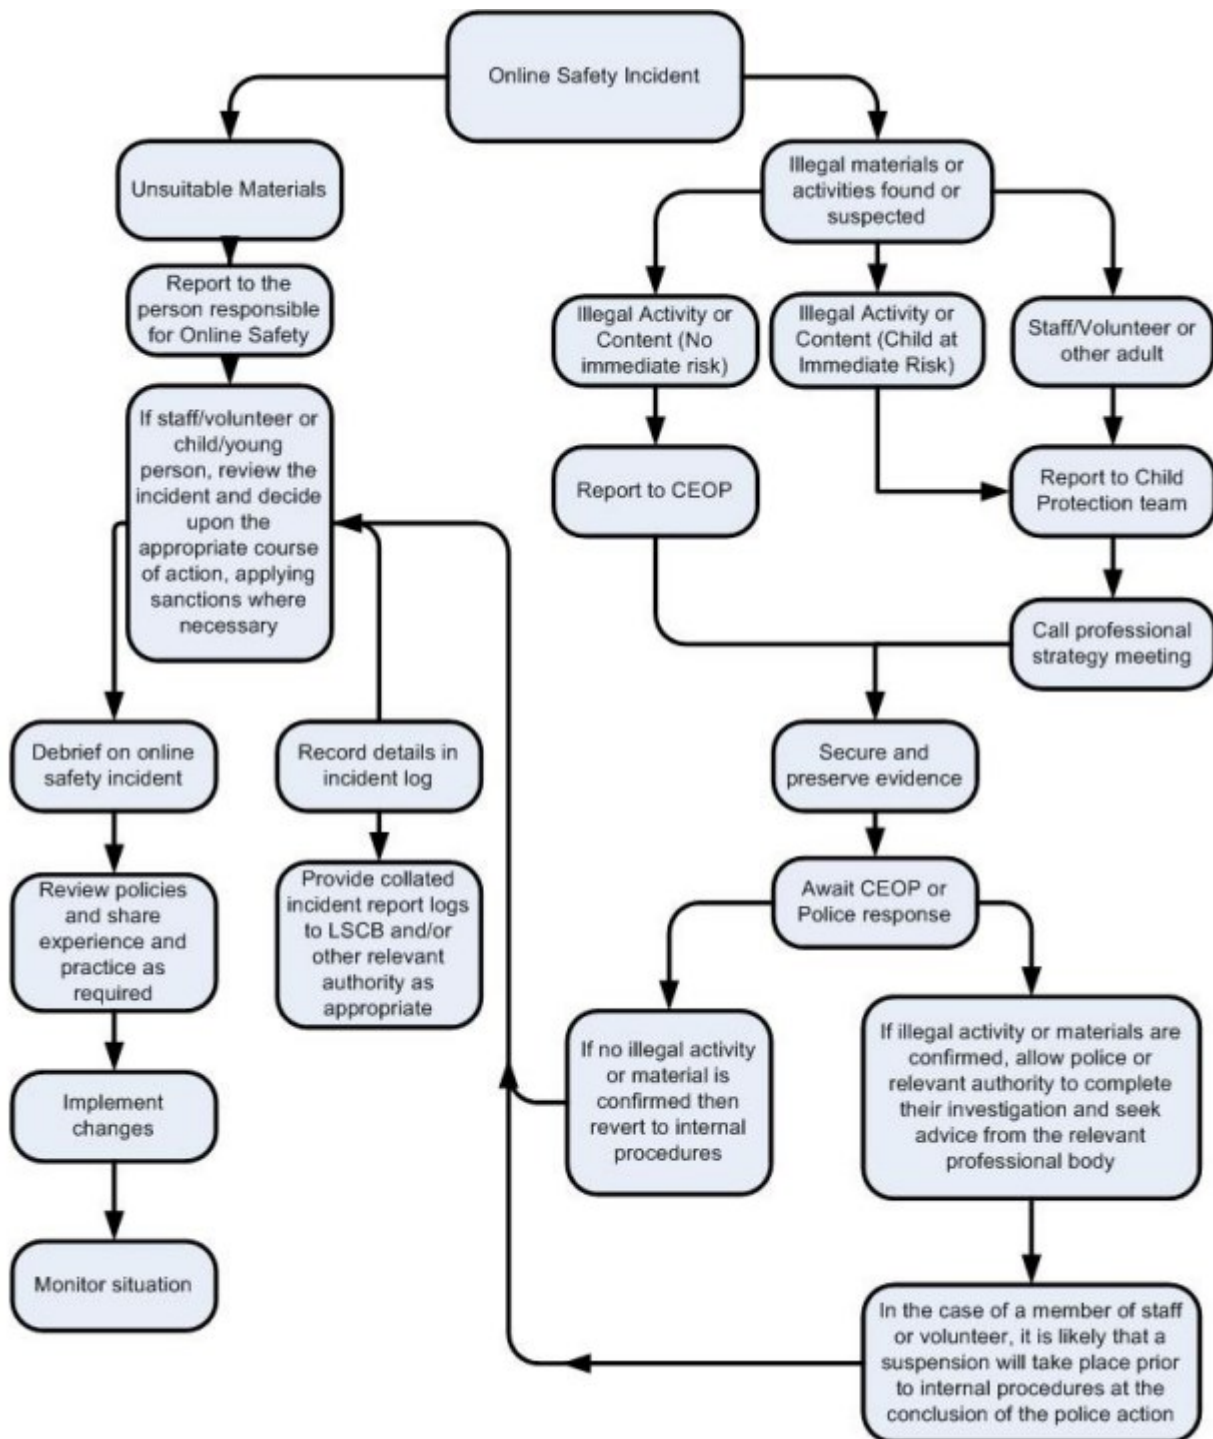 Online Safety Incident
Unsuitable Materials
Illegal materials or
activities found or
suspected
Report to the
person responsible
for Online Safety
Illegal Activity or
Content (No
immediate risk)
Illegal Activity or
Content (Child at
Immediate Risk)
Staff/Volunteer or
other adult
If staff/volunteer or
child/young
person, review the
incident and decide
upon the
appropriate course
of action, applying
sanctions where
necessary
Report to CEOP
Report to Child
Protection team
Call professional
strategy meeting
Debrief on online
safety incident
Record details in
incident log
Secure and
preserve evidence
Review policies
and share
experience and
practice as
required
Provide collated
incident report logs
to LSCB and/or
other relevant
authority as
appropriate
Await CEOP or
Police response
If no illegal activity
or material is
confirmed then
revert to internal
procedures
If illegal activity or materials are
confirmed, allow police or
relevant authority to complete
their investigation and seek
advice from the relevant
professional body
Implement
changes
Monitor situation
In the case of a member of staff
or volunteer, it is likely that a
suspension will take place prior
to internal procedures at the
conclusion of the police action